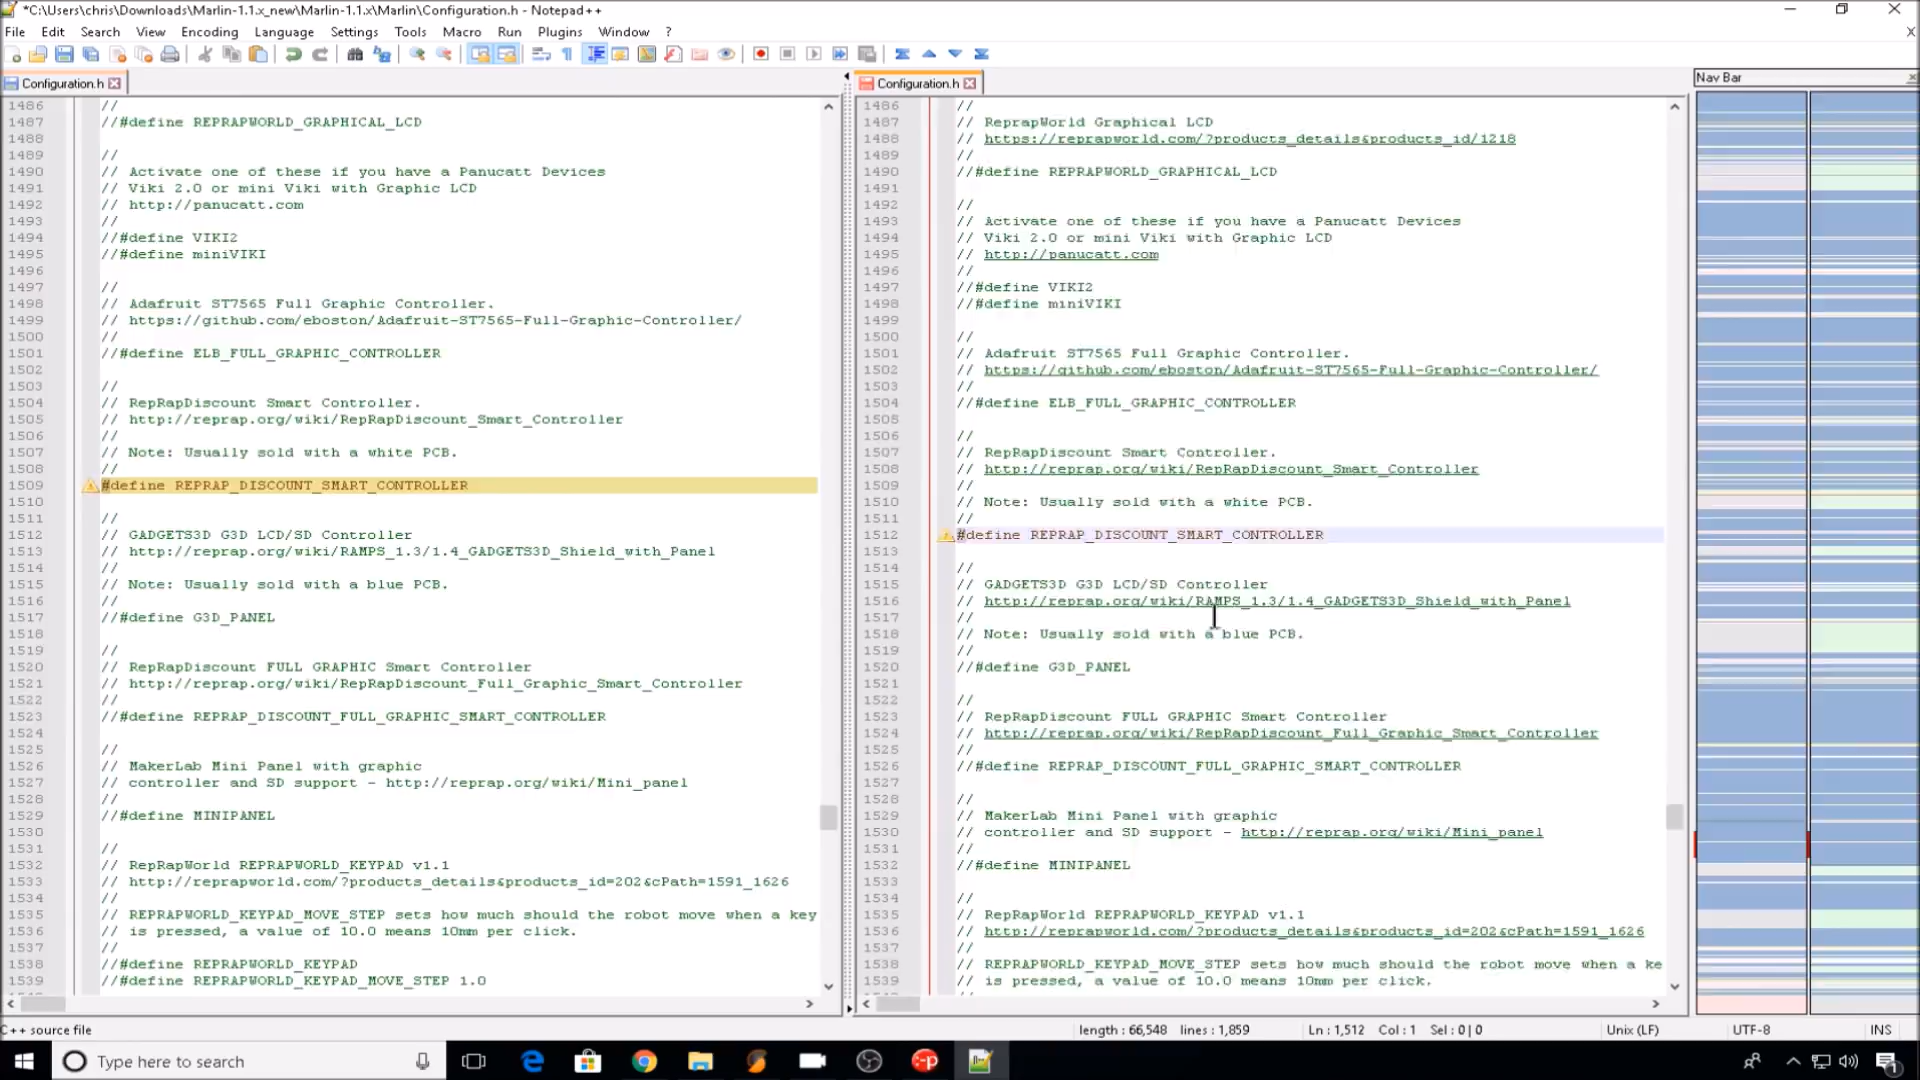 *C:\Users\chris\Downloads\Marlin-1.1.x_new\Marlin-1.1.x\Marlin\Configuration.h - Notepad++
File Edit Search View Encoding Language Settings Tools Macro Run Plugins Window ?
Configuration.h
1486 //
1487 //#define REPRAPWORLD_GRAPHICAL_LCD
1488
1489 //
1490 // Activate one of these if you have a Panucatt Devices
1491 // Viki 2.0 or mini Viki with Graphic LCD
1492 // http://panucatt.com
1493 //
1494 //#define VIKI2
1495 //#define miniVIKI
1496
1497 //
1498 // Adafruit ST7565 Full Graphic Controller.
1499 // https://github.com/eboston/Adafruit-ST7565-Full-Graphic-Controller/
1500 //
1501 //#define ELB_FULL_GRAPHIC_CONTROLLER
1502
1503 //
1504 // RepRapDiscount Smart Controller.
1505 // http://reprap.org/wiki/RepRapDiscount_Smart_Controller
1506 //
1507 // Note: Usually sold with a white PCB.
1508 //
1509 #define REPRAP_DISCOUNT_SMART_CONTROLLER
1510
1511 //
1512 // GADGETS3D G3D LCD/SD Controller
1513 // http://reprap.org/wiki/RAMPS_1.3/1.4_GADGETS3D_Shield_with_Panel
1514 //
1515 // Note: Usually sold with a blue PCB.
1516 //
1517 //#define G3D_PANEL
1518
1519 //
1520 // RepRapDiscount FULL GRAPHIC Smart Controller
1521 // http://reprap.org/wiki/RepRapDiscount_Full_Graphic_Smart_Controller
1522 //
1523 //#define REPRAP_DISCOUNT_FULL_GRAPHIC_SMART_CONTROLLER
1524
1525 //
1526 // MakerLab Mini Panel with graphic
1527 // controller and SD support - http://reprap.org/wiki/Mini_panel
1528 //
1529 //#define MINIPANEL
1530
1531 //
1532 // RepRapWorld REPRAPWORLD_KEYPAD v1.1
1533 // http://reprapworld.com/?products_details&products_id=202&cPath=1591_1626
1534 //
1535 // REPRAPWORLD_KEYPAD_MOVE_STEP sets how much should the robot move when a key
1536 // is pressed, a value of 10.0 means 10mm per click.
1537 //
1538 //#define REPRAPWORLD_KEYPAD
1539 //#define REPRAPWORLD_KEYPAD_MOVE_STEP 1.0
Configuration.h
1486 //
1487 // ReprapWorld Graphical LCD
1488 // https://reprapworld.com/?products_details&products_id/1218
1489 //
1490 //#define REPRAPWORLD_GRAPHICAL_LCD
1491
1492 //
1493 // Activate one of these if you have a Panucatt Devices
1494 // Viki 2.0 or mini Viki with Graphic LCD
1495 // http://panucatt.com
1496 //
1497 //#define VIKI2
1498 //#define miniVIKI
1499
1500 //
1501 // Adafruit ST7565 Full Graphic Controller.
1502 // https://github.com/eboston/Adafruit-ST7565-Full-Graphic-Controller/
1503 //
1504 //#define ELB_FULL_GRAPHIC_CONTROLLER
1505
1506 //
1507 // RepRapDiscount Smart Controller.
1508 // http://reprap.org/wiki/RepRapDiscount_Smart_Controller
1509 //
1510 // Note: Usually sold with a white PCB.
1511 //
1512 #define REPRAP_DISCOUNT_SMART_CONTROLLER
1513
1514 //
1515 // GADGETS3D G3D LCD/SD Controller
1516 // http://reprap.org/wiki/RAMPS_1.3/1.4_GADGETS3D_Shield_with_Panel
1517 //
1518 // Note: Usually sold with a blue PCB.
1519 //
1520 //#define G3D_PANEL
1521
1522 //
1523 // RepRapDiscount FULL GRAPHIC Smart Controller
1524 // http://reprap.org/wiki/RepRapDiscount_Full_Graphic_Smart_Controller
1525 //
1526 //#define REPRAP_DISCOUNT_FULL_GRAPHIC_SMART_CONTROLLER
1527
1528 //
1529 // MakerLab Mini Panel with graphic
1530 // controller and SD support - http://reprap.org/wiki/Mini_panel
1531 //
1532 //#define MINIPANEL
1533
1534 //
1535 // RepRapWorld REPRAPWORLD_KEYPAD v1.1
1536 // http://reprapworld.com/?products_details&products_id=202&cPath=1591_1626
1537 //
1538 // REPRAPWORLD_KEYPAD_MOVE_STEP sets how much should the robot move when a ke
1539 // is pressed, a value of 10.0 means 10mm per click.
Nav Bar
C++ source file length : 66,548 lines : 1,859 Ln : 1,512 Col : 1 Sel : 0 | 0 Unix (LF) UTF-8 INS
Type here to search